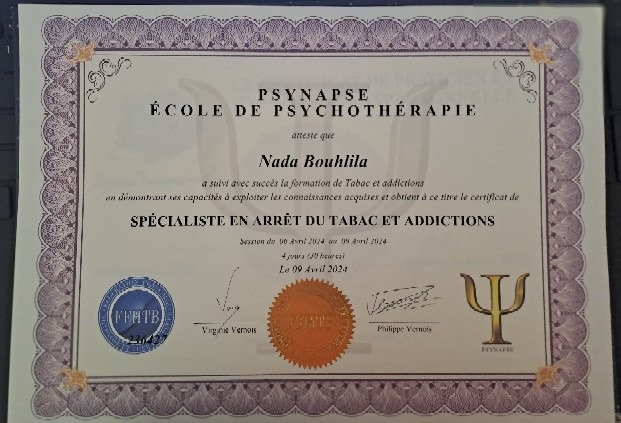 PSYNAPSE
ÉCOLE DE PSYCHOTHÉRAPIE
atteste que
Nada Bouhlila
a suivi avec succès la formation de Tabac et addictions
en démontrant ses capacités à exploiter les connaissances acquises et obtient à ce titre le certificat de
SPÉCIALISTE EN ARRÊT DU TABAC ET ADDICTIONS
Session du 06 Avril 2024 au 09 Avril 2024
4 jours (30 heures)
Le 09 Avril 2024
FEHTB
Virginie Vernois
FEHTB
Philippe Vernois
PSYNAPSE